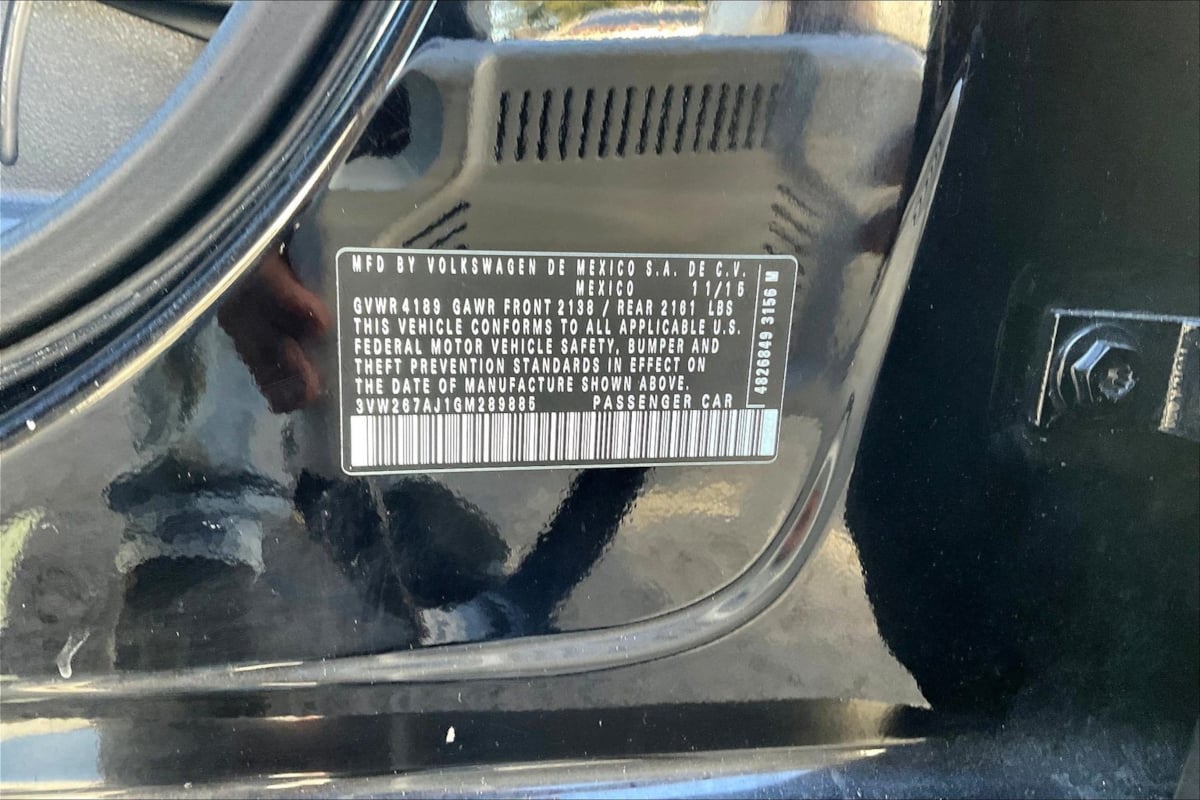 MFD BY VOLKSWAGEN DE MEXICO S.A. DE C.V.
MEXICO 11/15
GVWR 4189 GAWR FRONT 2138 / REAR 2161 LBS
THIS VEHICLE CONFORMS TO ALL APPLICABLE U.S.
FEDERAL MOTOR VEHICLE SAFETY, BUMPER AND
THEFT PREVENTION STANDARDS IN EFFECT ON
THE DATE OF MANUFACTURE SHOWN ABOVE.
3VW267AJ1GM289885 PASSENGER CAR
4826849 3156 M